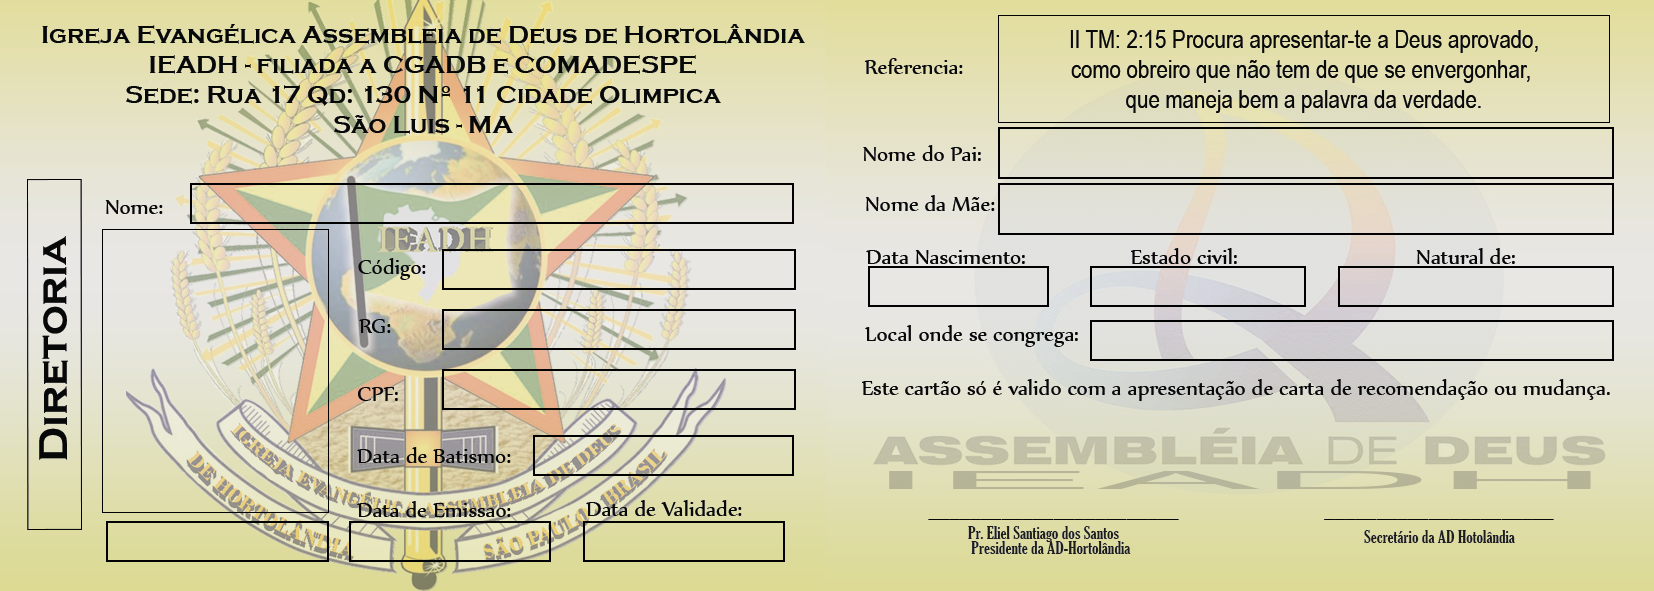 Igreja Evangélica Assembleia de Deus de Hortolândia
IEADH - filiada a CGADB e COMADESPE
Sede: Rua 17 Qd: 130 Nº 11 Cidade Olimpica
São Luis - MA
Diretoria
Nome:
IEADH
Código:
RG:
CPF:
Data de Batismo:
IGREJA EVANGÉLICA ASSEMBLEIA DE DEUS
DE HORTOLÂNDIA
SÃO PAULO BRASIL
Data de Emissao:
Data de Validade:
Referencia:
II TM: 2:15 Procura apresentar-te a Deus aprovado,
como obreiro que não tem de que se envergonhar,
que maneja bem a palavra da verdade.
Nome do Pai:
Nome da Mãe:
Data Nascimento:
Estado civil:
Natural de:
Local onde se congrega:
Este cartão só é valido com a apresentação de carta de recomendação ou mudança.
ASSEMBLÉIA DE DEUS
IEADH
Pr. Eliel Santiago dos Santos
Presidente da AD-Hortolândia
Secretário da AD Hotolândia